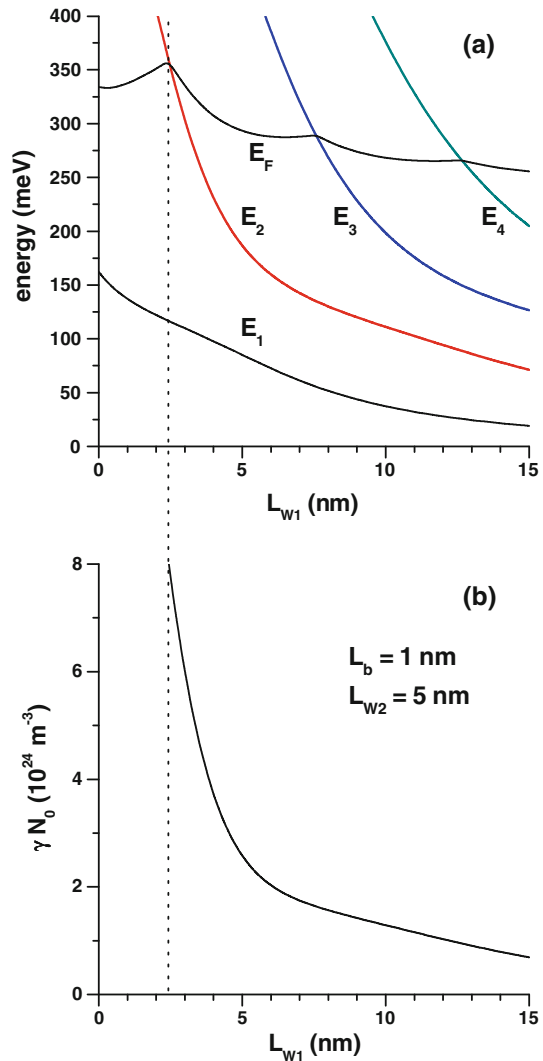 (a)
400
350
300
250
200
150
100
50
0
energy (meV)
E_F
E_2
E_3
E_4
E_1
0 5 10 15
L_W1 (nm)
(b)
8
6
4
2
0
γ N_0 (10^24 m^-3)
L_b = 1 nm
L_W2 = 5 nm
0 5 10 15
L_W1 (nm)